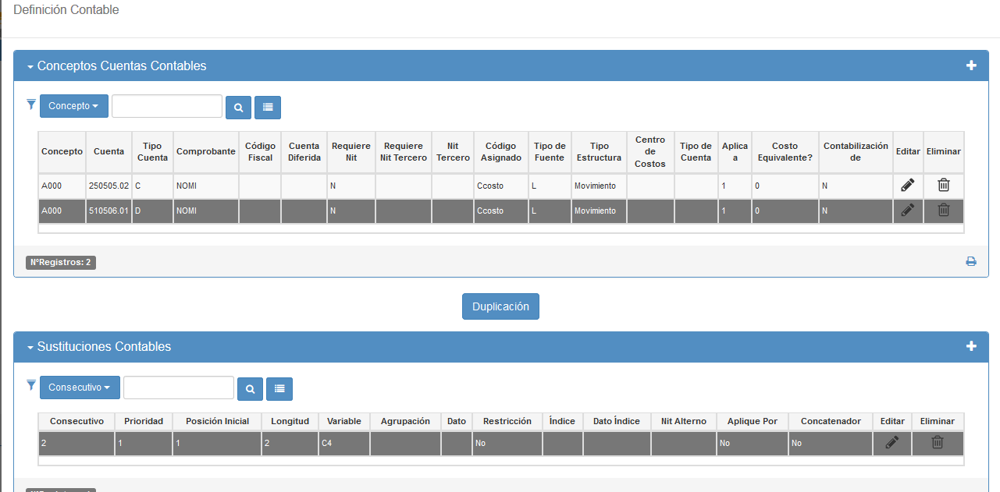 Definición Contable
Conceptos Cuentas Contables
Concepto
Concepto Cuenta Tipo Cuenta Comprobante Código Fiscal Cuenta Diferida Requiere Nit Requiere Nit Tercero Nit Tercero Código Asignado Tipo de Fuente Tipo Estructura Centro de Costos Tipo de Cuenta Aplica a Costo Equivalente? Contabilización de Editar Eliminar
A000 250505.02 C NOMI N Ccosto L Movimiento 1 0 N
A000 510506.01 D NOMI N Ccosto L Movimiento 1 0 N
NºRegistros: 2
Duplicación
Sustituciones Contables
Consecutivo
Consecutivo Prioridad Posición Inicial Longitud Variable Agrupación Dato Restricción Índice Dato Índice Nit Alterno Aplique Por Concatenador Editar Eliminar
2 1 1 2 C4 No No No